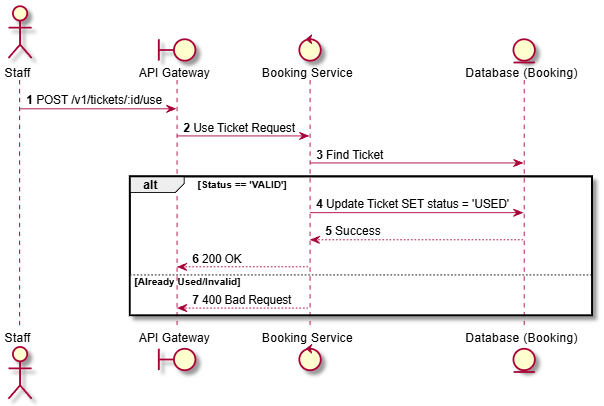 Staff
API Gateway
Booking Service
Database (Booking)
1 POST /v1/tickets/:id/use
2 Use Ticket Request
3 Find Ticket
alt
[Status == 'VALID']
4 Update Ticket SET status = 'USED'
5 Success
6 200 OK
[Already Used/Invalid]
7 400 Bad Request
Staff
API Gateway
Booking Service
Database (Booking)